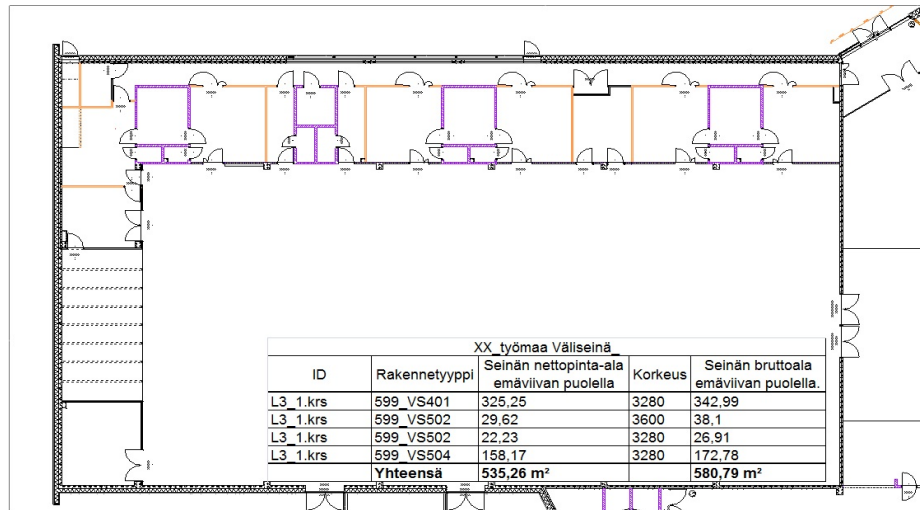 XX_työmaa Väliseinä_
ID Rakennetyyppi Seinän nettopinta-ala emäviivan puolella Korkeus Seinän bruttoala emäviivan puolella.
L3_1.krs 599_VS401 325,25 3280 342,99
L3_1.krs 599_VS502 29,62 3600 38,1
L3_1.krs 599_VS502 22,23 3280 26,91
L3_1.krs 599_VS504 158,17 3280 172,78
Yhteensä 535,26 m² 580,79 m²